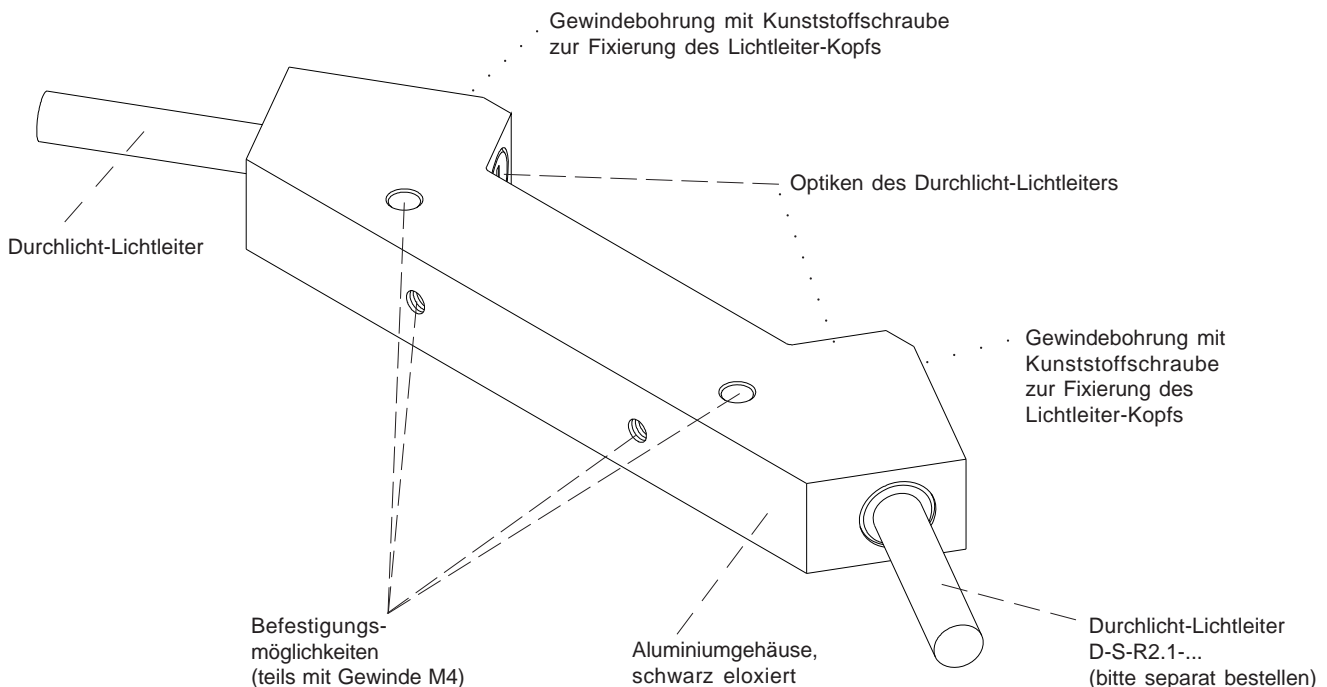 Gewindebohrung mit Kunststoffschraube
zur Fixierung des Lichtleiter-Kopfs
Optiken des Durchlicht-Lichtleiters
Durchlicht-Lichtleiter
Gewindebohrung mit
Kunststoffschraube
zur Fixierung des
Lichtleiter-Kopfs
Befestigungs-
möglichkeiten
(teils mit Gewinde M4)
Aluminiumgehäuse,
schwarz eloxiert
Durchlicht-Lichtleiter
D-S-R2.1-...
(bitte separat bestellen)